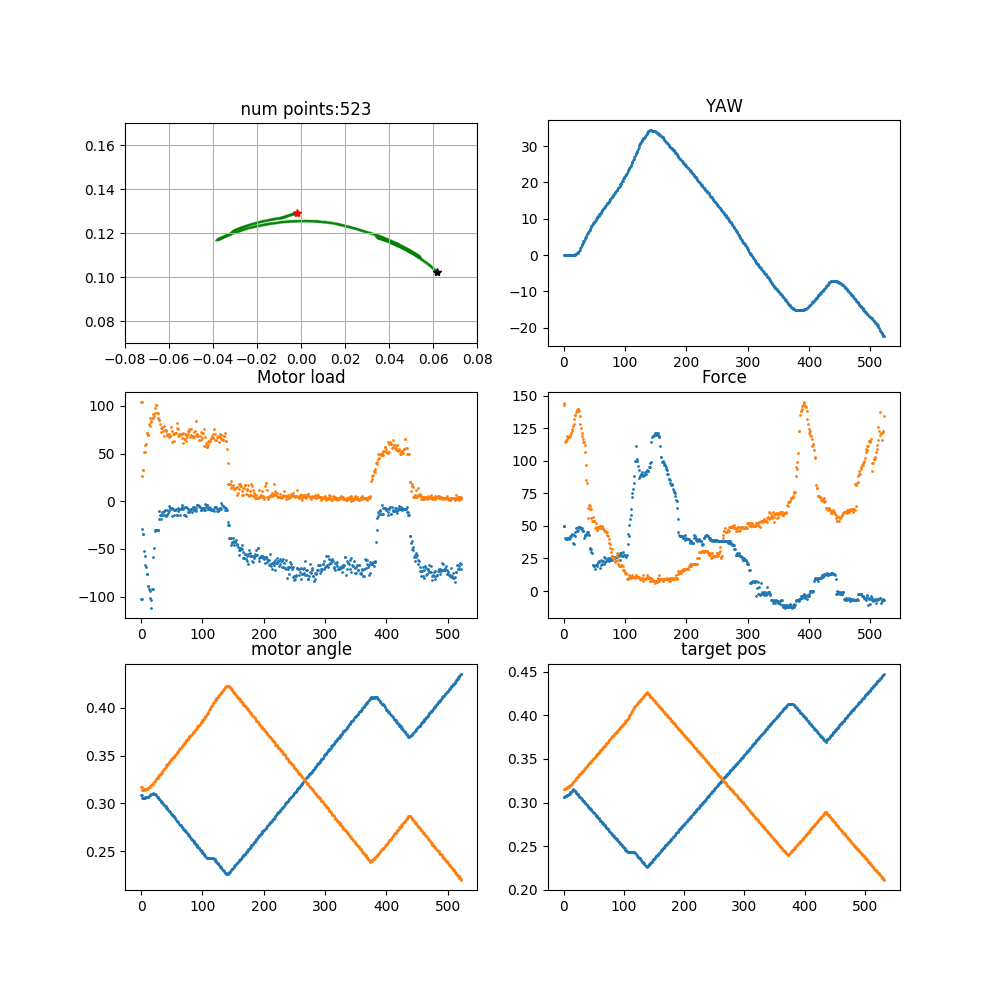 num points:523
YAW
0.16
0.14
0.12
0.10
0.08
−0.08 −0.06 −0.04 −0.02 0.00 0.02 0.04 0.06 0.08
30
20
10
0
−10
−20
0 100 200 300 400 500
Motor load
Force
100
50
0
−50
−100
0 100 200 300 400 500
150
125
100
75
50
25
0
0 100 200 300 400 500
motor angle
target pos
0.40
0.35
0.30
0.25
0 100 200 300 400 500
0.45
0.40
0.35
0.30
0.25
0.20
0 100 200 300 400 500